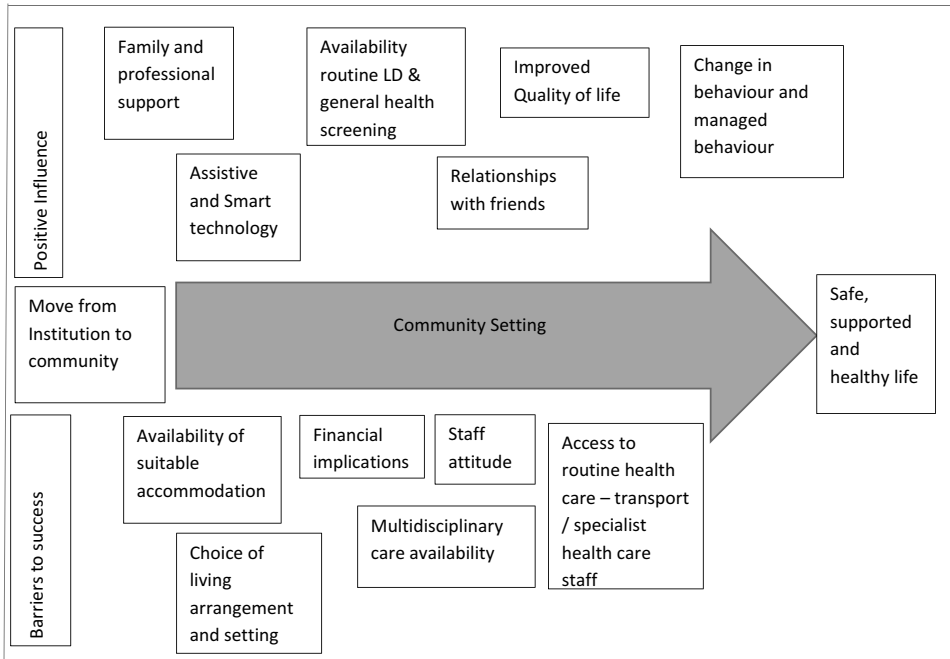 Positive Influence
Family and
professional
support
Availability
routine LD &
general health
screening
Improved
Quality of life
Change in
behaviour and
managed
behaviour
Assistive
and Smart
technology
Relationships
with friends
Move from
Institution to
community
Community Setting
Safe,
supported
and
healthy life
Barriers to success
Availability of
suitable
accommodation
Financial
implications
Staff
attitude
Access to
routine health
care – transport
/ specialist
health care
staff
Choice of
living
arrangement
and setting
Multidisciplinary
care availability